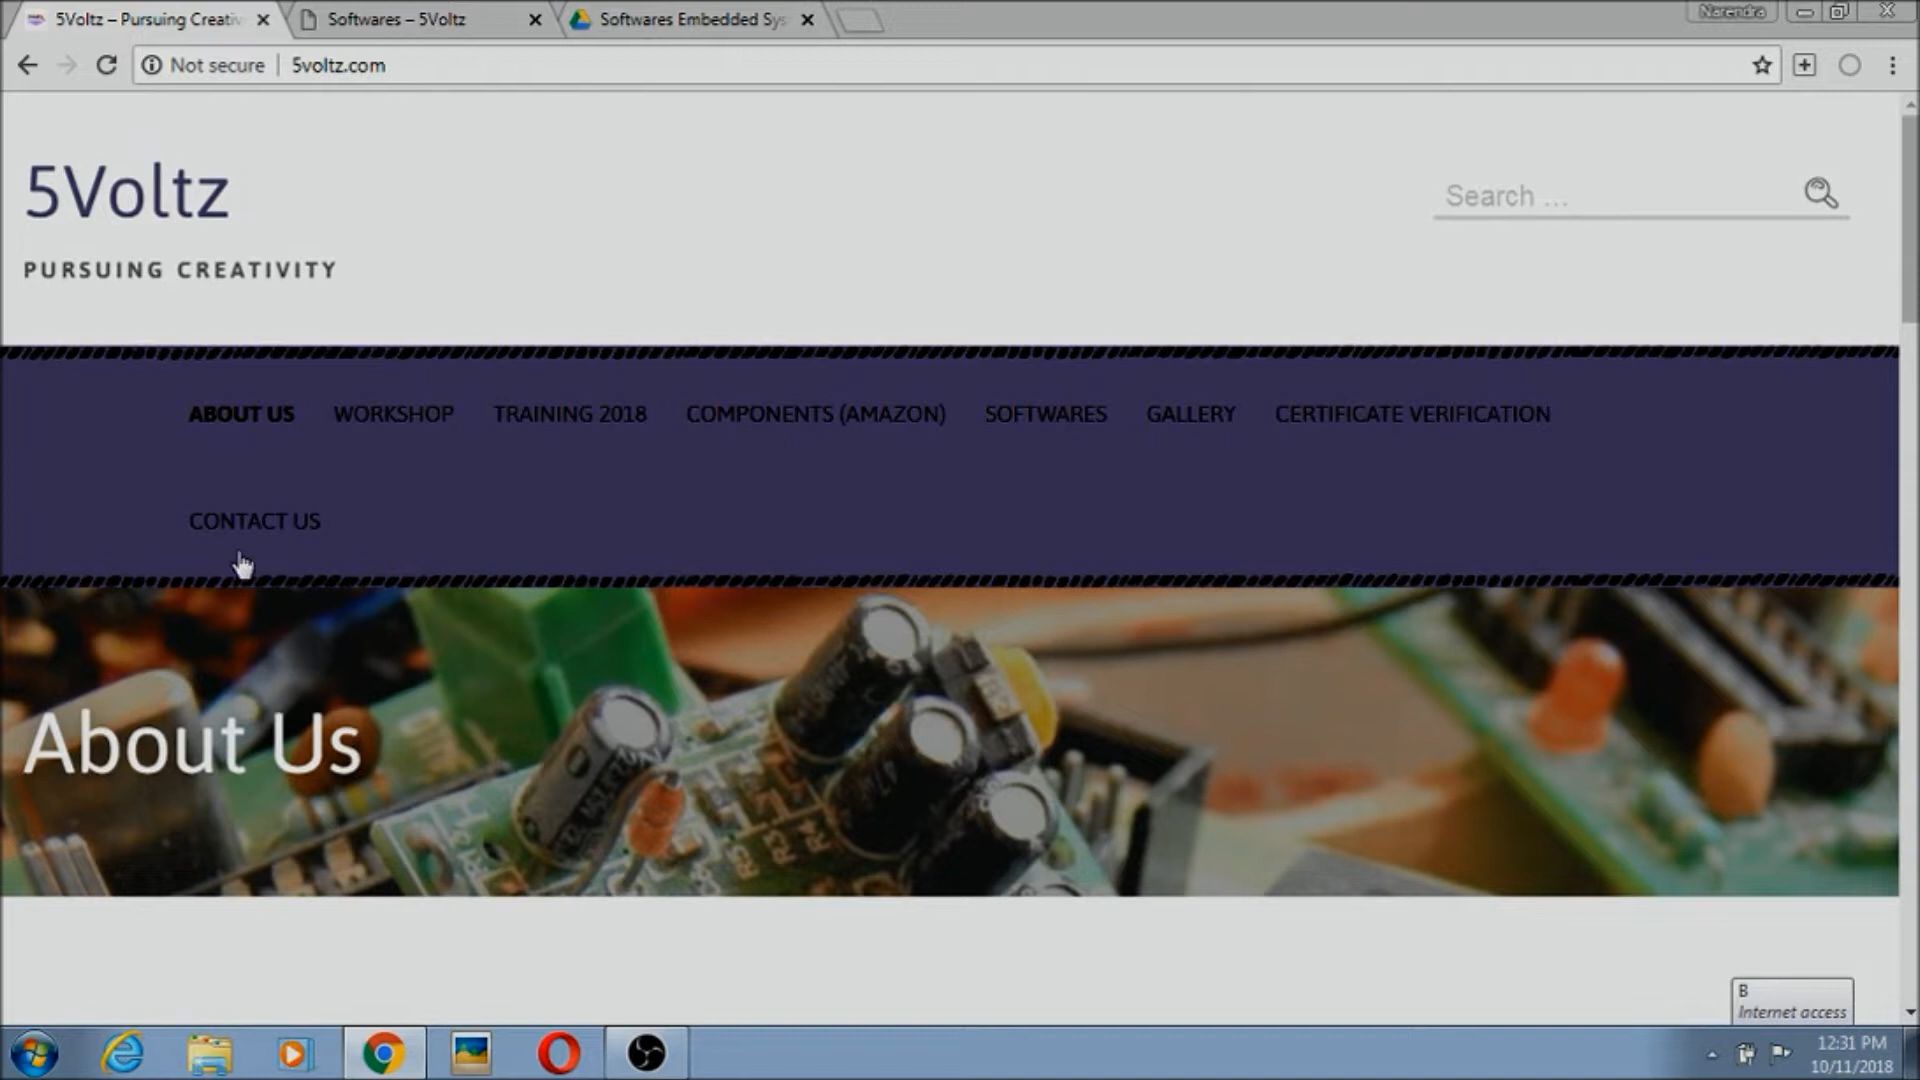 5Voltz – Pursuing Creativ
Softwares – 5Voltz
Softwares Embedded Sys
Narendra
Not secure
5voltz.com
5Voltz
Search ...
PURSUING CREATIVITY
ABOUT US WORKSHOP TRAINING 2018 COMPONENTS (AMAZON) SOFTWARES GALLERY CERTIFICATE VERIFICATION
CONTACT US
About Us
B
Internet access
12:31 PM
10/11/2018